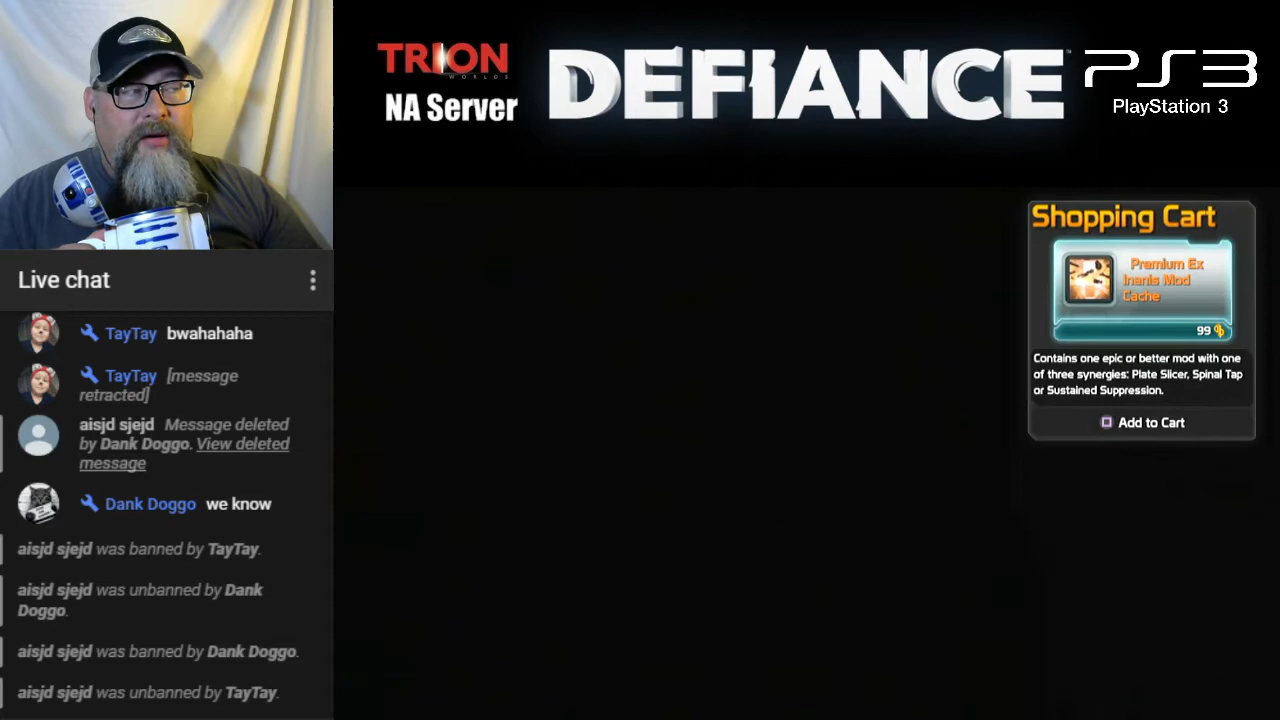 TRION
WORLDS
NA Server
DEFIANCE™
PS3
PlayStation 3
Shopping Cart
Premium Ex
Inanis Mod
Cache
99
Contains one epic or better mod with one
of three synergies: Plate Slicer, Spinal Tap
or Sustained Suppression.
Add to Cart
Live chat
TayTay bwahahaha
TayTay [message
retracted]
aisjd sjejd Message deleted
by Dank Doggo. View deleted
message
Dank Doggo we know
aisjd sjejd was banned by TayTay.
aisjd sjejd was unbanned by Dank
Doggo.
aisjd sjejd was banned by Dank Doggo.
aisjd sjejd was unbanned by TayTay.